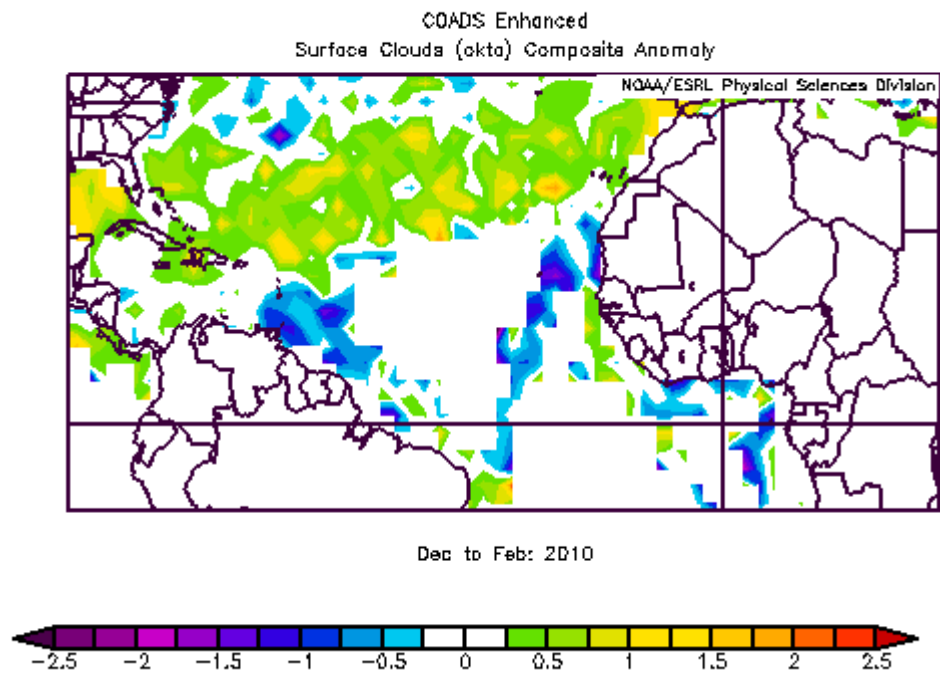 COADS Enhanced
Surface Clouds (okta) Composite Anomaly
NOAA/ESRL Physical Sciences Division
Dec to Feb: 2010
-2.5 -2 -1.5 -1 -0.5 0 0.5 1 1.5 2 2.5